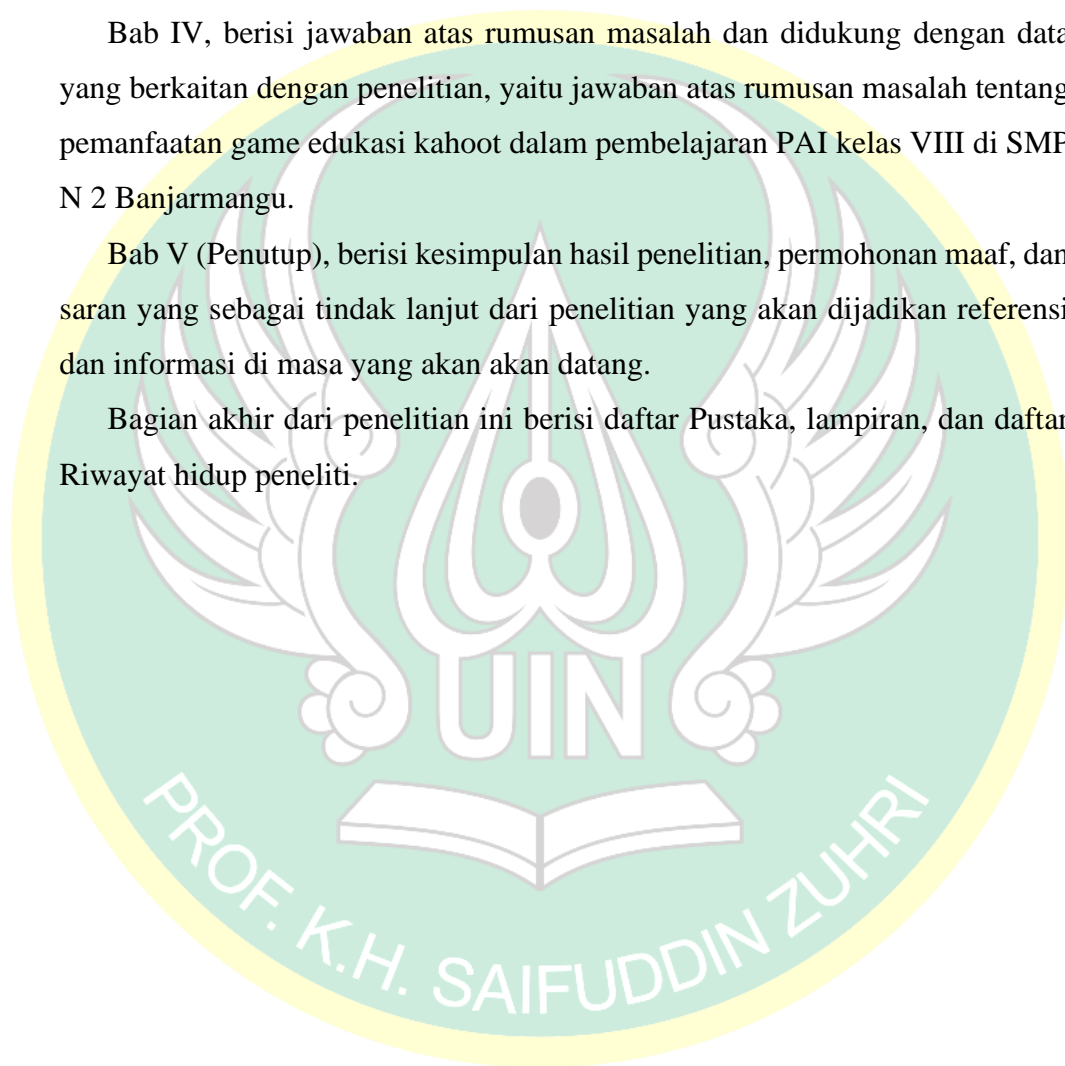 Bab IV, berisi jawaban atas rumusan masalah dan didukung dengan data
yang berkaitan dengan penelitian, yaitu jawaban atas rumusan masalah tentang
pemanfaatan game edukasi kahoot dalam pembelajaran PAI kelas VIII di SMP
N 2 Banjarmangu.
Bab V (Penutup), berisi kesimpulan hasil penelitian, permohonan maaf, dan
saran yang sebagai tindak lanjut dari penelitian yang akan dijadikan referensi
dan informasi di masa yang akan akan datang.
Bagian akhir dari penelitian ini berisi daftar Pustaka, lampiran, dan daftar
Riwayat hidup peneliti.
UIN
PROF. K.H. SAIFUDDIN ZUHRI